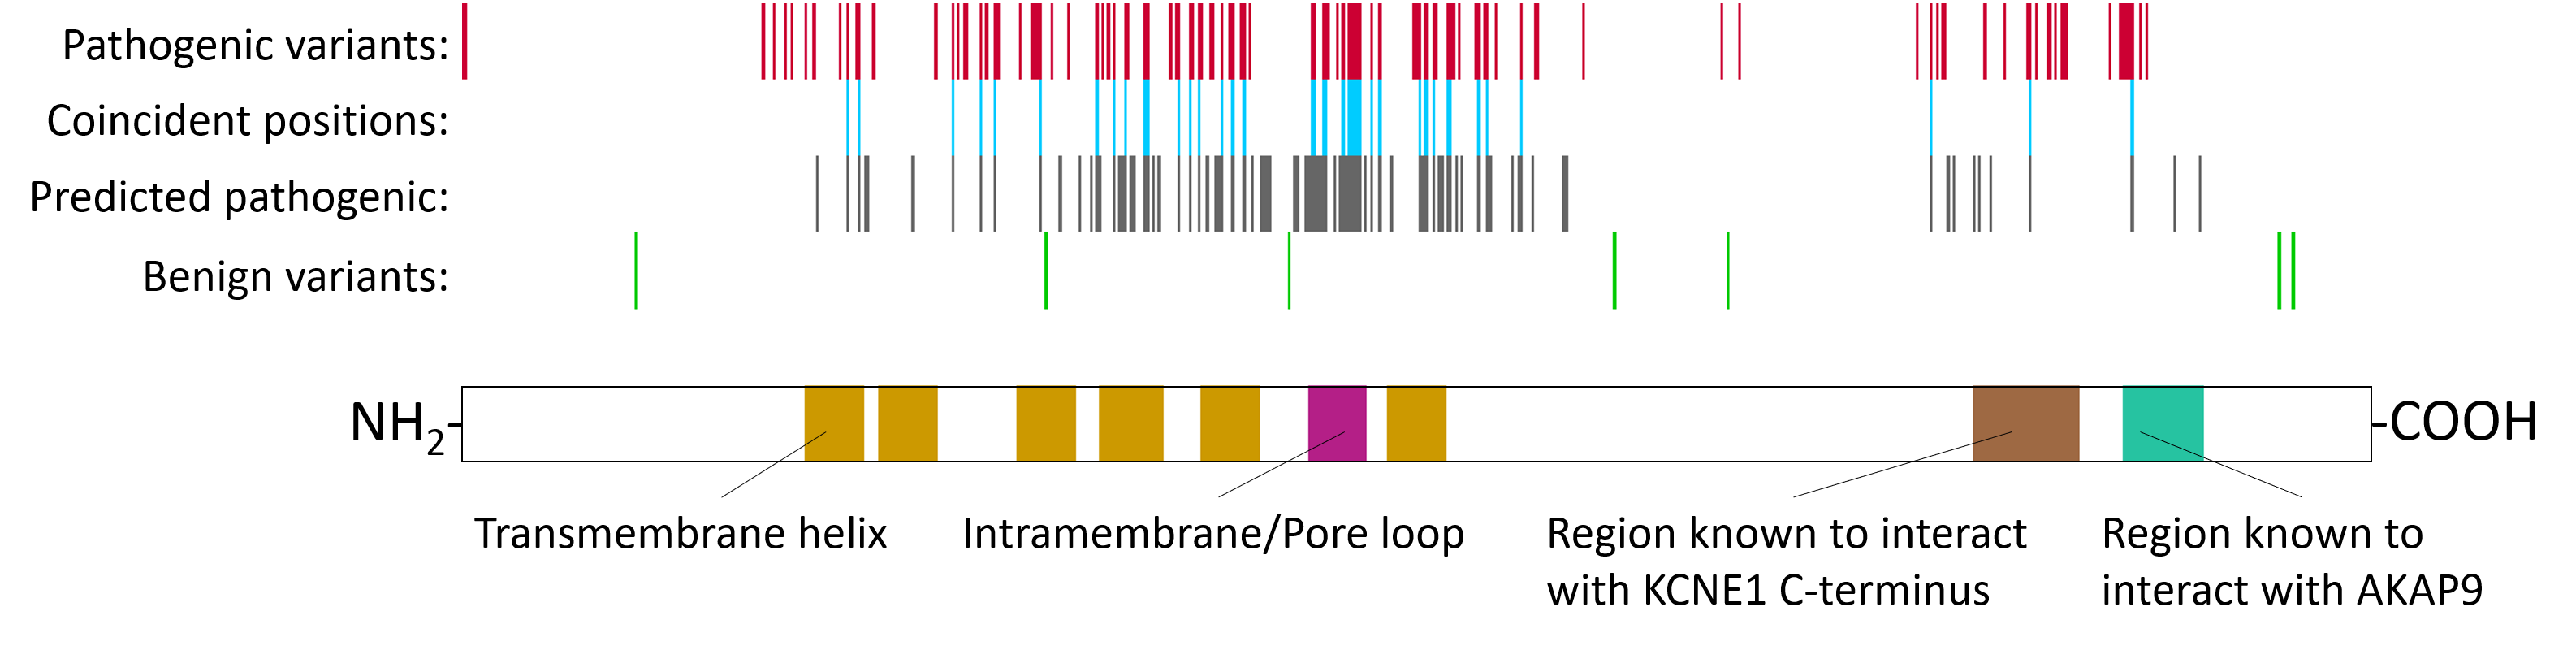 Pathogenic variants:
Coincident positions:
Predicted pathogenic:
Benign variants:
NH2- -COOH
Transmembrane helix
Intramembrane/Pore loop
Region known to interact
with KCNE1 C-terminus
Region known to
interact with AKAP9